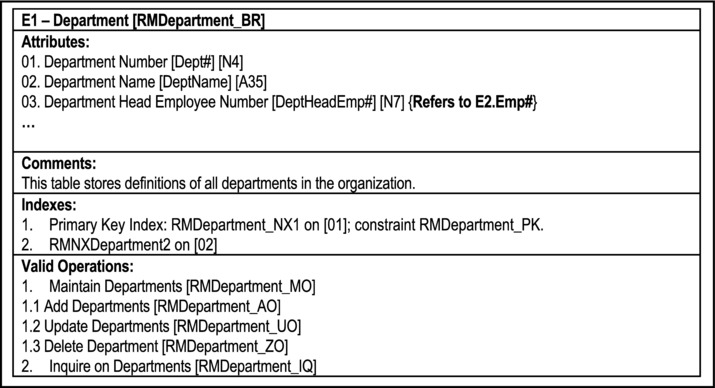 E1 – Department [RMDepartment_BR]
Attributes:
01. Department Number [Dept#] [N4]
02. Department Name [DeptName] [A35]
03. Department Head Employee Number [DeptHeadEmp#] [N7] {Refers to E2.Emp#}
...
Comments:
This table stores definitions of all departments in the organization.
Indexes:
1. Primary Key Index: RMDepartment_NX1 on [01]; constraint RMDepartment_PK.
2. RMNXDepartment2 on [02]
Valid Operations:
1. Maintain Departments [RMDepartment_MO]
1.1 Add Departments [RMDepartment_AO]
1.2 Update Departments [RMDepartment_UO]
1.3 Delete Department [RMDepartment_ZO]
2. Inquire on Departments [RMDepartment_IQ]